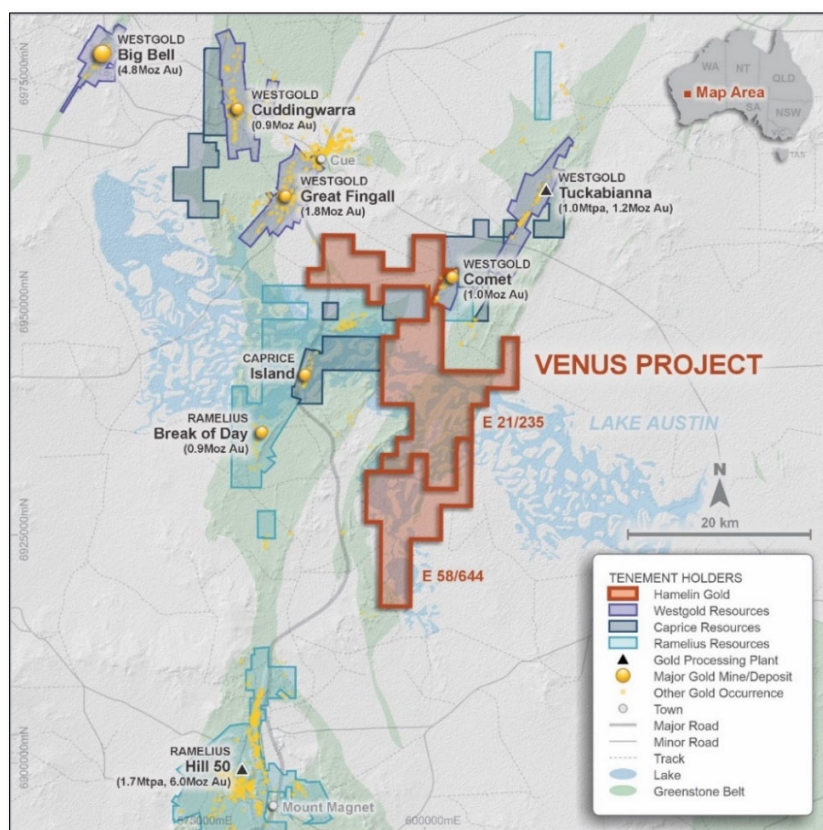 6975000mN
WESTGOLD
Big Bell
(4.8Moz Au)
WESTGOLD
Cuddingwarra
(0.9Moz Au)
Cue
WESTGOLD
Great Fingall
(1.8Moz Au)
WESTGOLD
Tuckabianna
(1.0Mtpa, 1.2Moz Au)
WA
NT
QLD
SA
NSW
VIC
TAS
Map Area
6950000mN
WESTGOLD
Comet
(1.0Moz Au)
CAPRICE
Island
VENUS PROJECT
RAMELIUS
Break of Day
(0.9Moz Au)
E 21/235
LAKE AUSTIN
N
20 km
6925000mN
E 58/644
TENEMENT HOLDERS
Hamelin Gold
Westgold Resources
Caprice Resources
Ramelius Resources
Gold Processing Plant
Major Gold Mine/Deposit
Other Gold Occurrence
Town
Major Road
Minor Road
Track
Lake
Greenstone Belt
6900000mN
RAMELIUS
Hill 50
(1.7Mtpa, 6.0Moz Au)
Mount Magnet
575000mE
600000mE